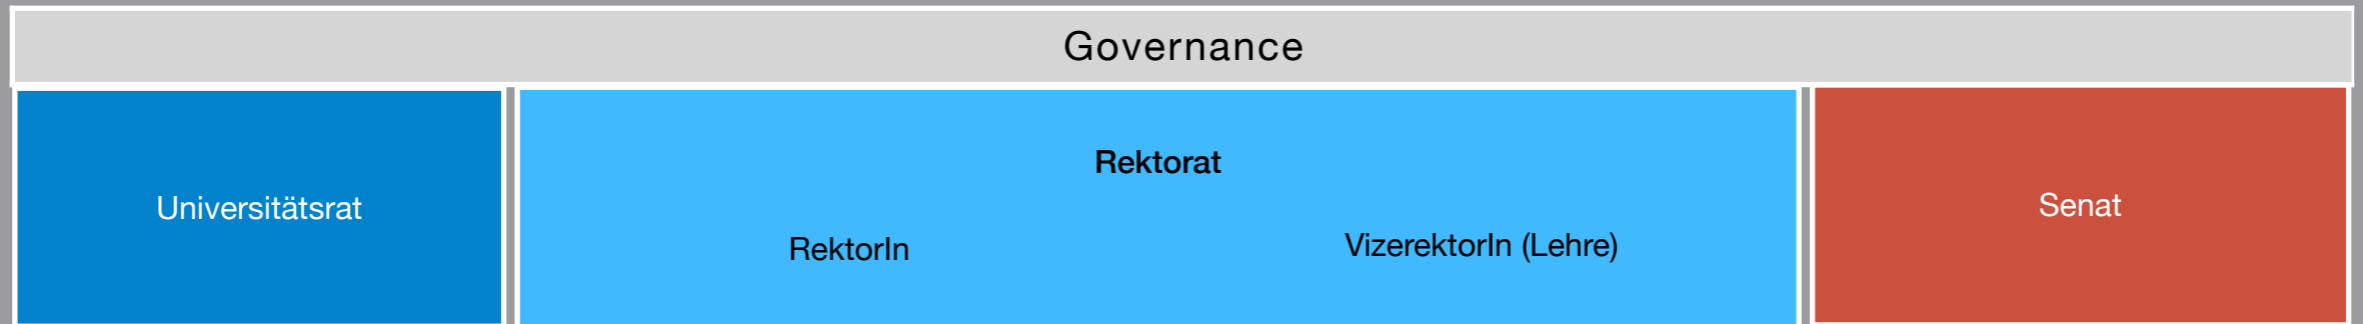 Governance
Universitätsrat
Rektorat
RektorIn
VizerektorIn (Lehre)
Senat